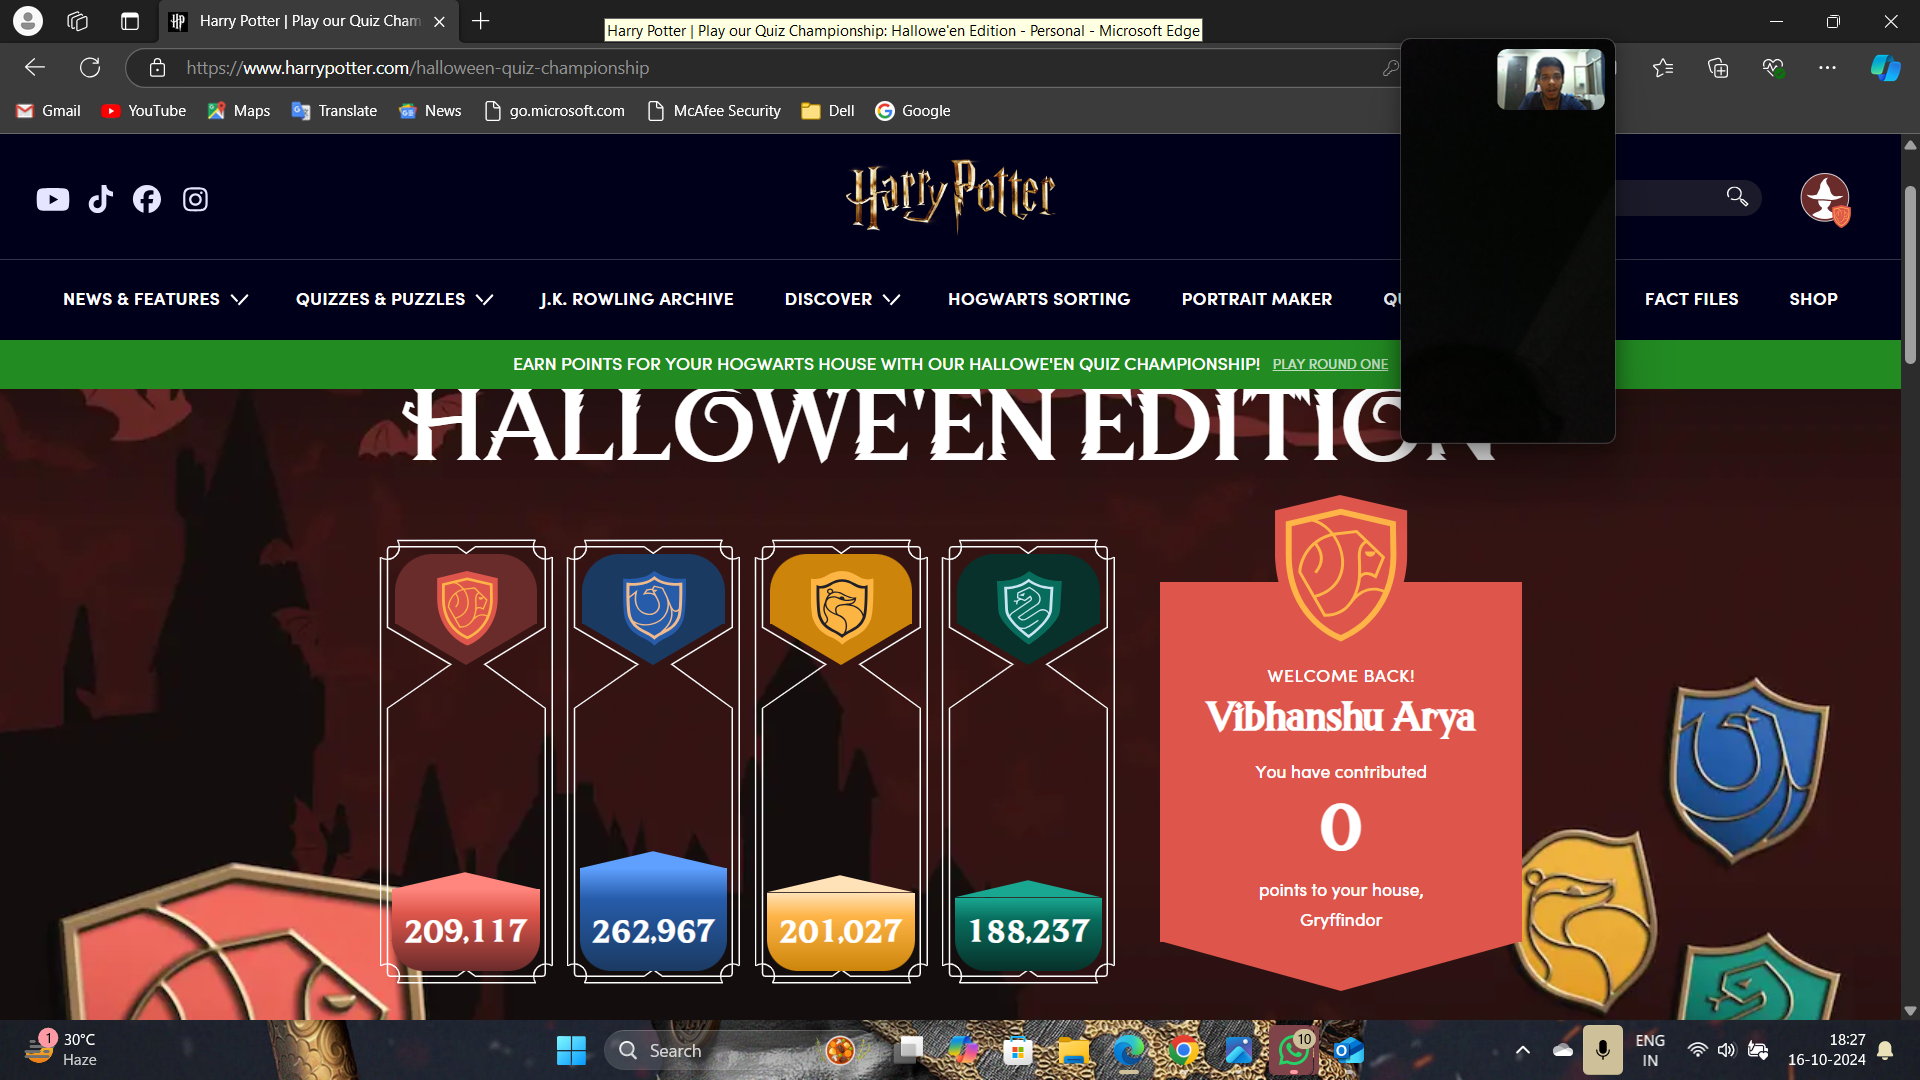 Harry Potter | Play our Quiz Cham
Harry Potter | Play our Quiz Championship: Hallowe'en Edition - Personal - Microsoft Edge
https://www.harrypotter.com/halloween-quiz-championship
Gmail YouTube Maps Translate News go.microsoft.com McAfee Security Dell Google
Harry Potter
NEWS & FEATURES QUIZZES & PUZZLES J.K. ROWLING ARCHIVE DISCOVER HOGWARTS SORTING PORTRAIT MAKER FACT FILES SHOP
EARN POINTS FOR YOUR HOGWARTS HOUSE WITH OUR HALLOWE'EN QUIZ CHAMPIONSHIP! PLAY ROUND ONE
HALLOWE'EN EDITION
WELCOME BACK!
Vibhanshu Arya
You have contributed
0
points to your house,
Gryffindor
209,117 262,967 201,027 188,237
1
30°C
Haze
Search
10
ENG
IN
18:27
16-10-2024